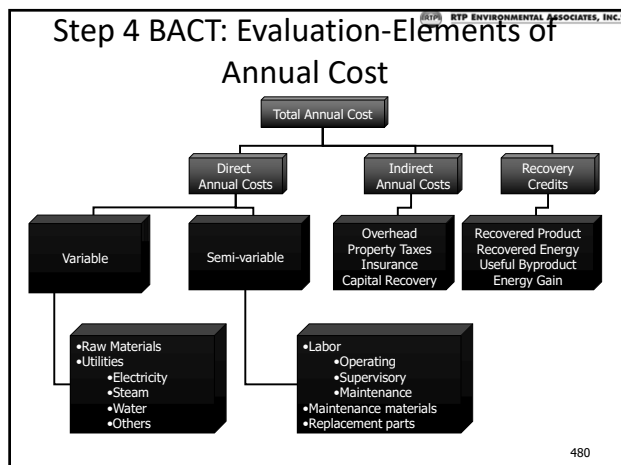 RTP ENVIRONMENTAL ASSOCIATES, INC.
Step 4 BACT: Evaluation-Elements of
Annual Cost
Total Annual Cost
Direct
Annual Costs
Indirect
Annual Costs
Recovery
Credits
Variable
Semi-variable
Overhead
Property Taxes
Insurance
Capital Recovery
Recovered Product
Recovered Energy
Useful Byproduct
Energy Gain
•Raw Materials
•Utilities
•Electricity
•Steam
•Water
•Others
•Labor
•Operating
•Supervisory
•Maintenance
•Maintenance materials
•Replacement parts
480